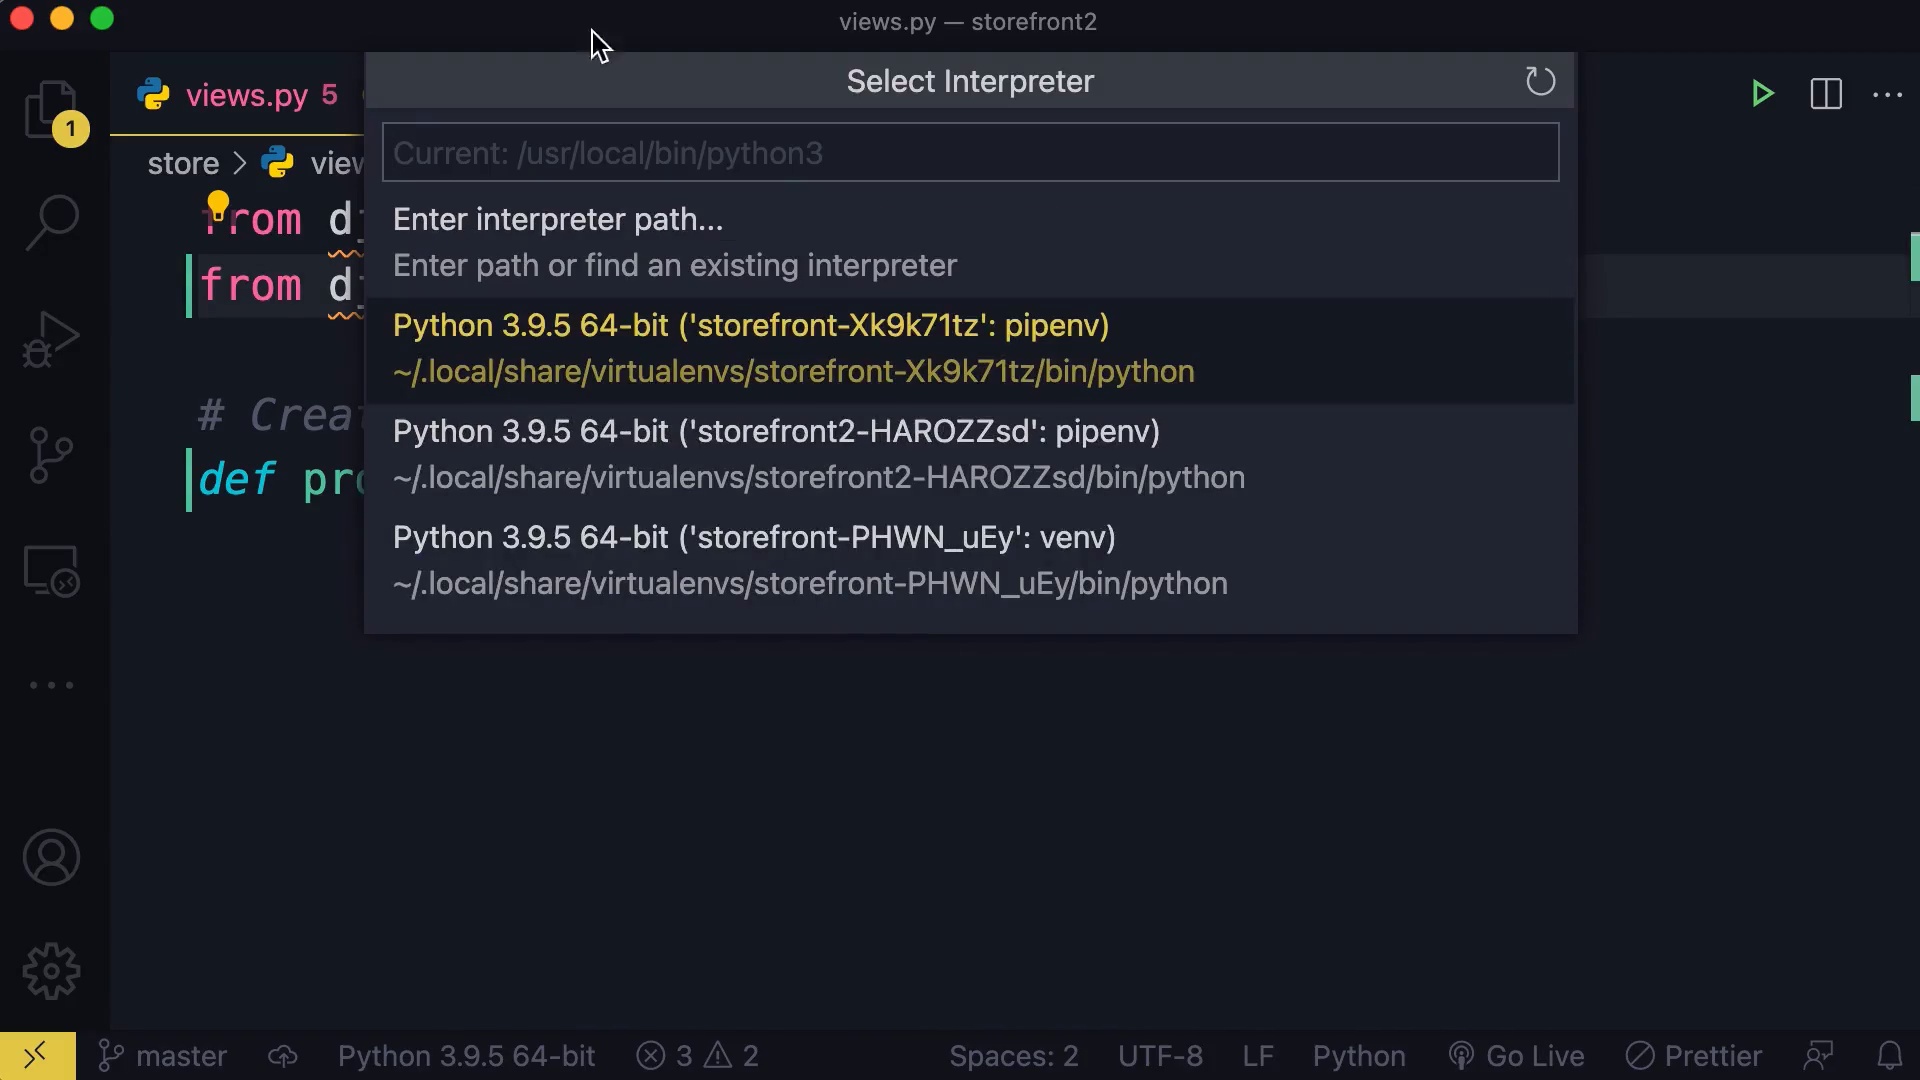 views.py — storefront2
views.py 5
Select Interpreter
1
Current: /usr/local/bin/python3
store > view
from dj
Enter interpreter path...
Enter path or find an existing interpreter
from dj
Python 3.9.5 64-bit ('storefront-Xk9k71tz': pipenv)
~/.local/share/virtualenvs/storefront-Xk9k71tz/bin/python
# Creat
Python 3.9.5 64-bit ('storefront2-HAROZZsd': pipenv)
~/.local/share/virtualenvs/storefront2-HAROZZsd/bin/python
def pro
Python 3.9.5 64-bit ('storefront-PHWN_uEy': venv)
~/.local/share/virtualenvs/storefront-PHWN_uEy/bin/python
master Python 3.9.5 64-bit 3 2 Spaces: 2 UTF-8 LF Python Go Live Prettier